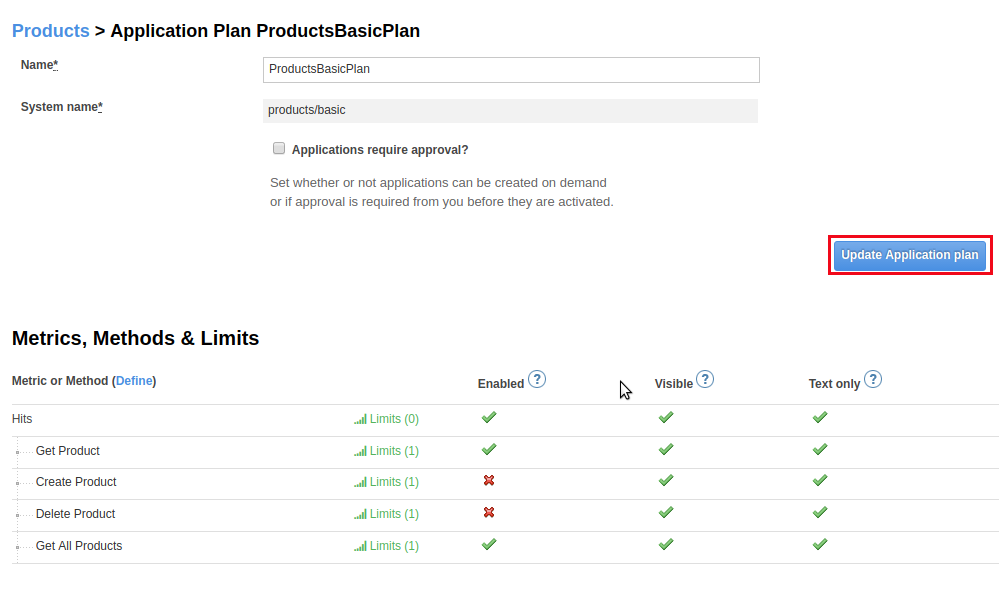 Products > Application Plan ProductsBasicPlan
Name*
ProductsBasicPlan
System name*
products/basic
Applications require approval?
Set whether or not applications can be created on demand
or if approval is required from you before they are activated.
Update Application plan
Metrics, Methods & Limits
Metric or Method (Define) Enabled ? Visible ? Text only ?
Hits Limits (0)
Get Product Limits (1)
Create Product Limits (1)
Delete Product Limits (1)
Get All Products Limits (1)